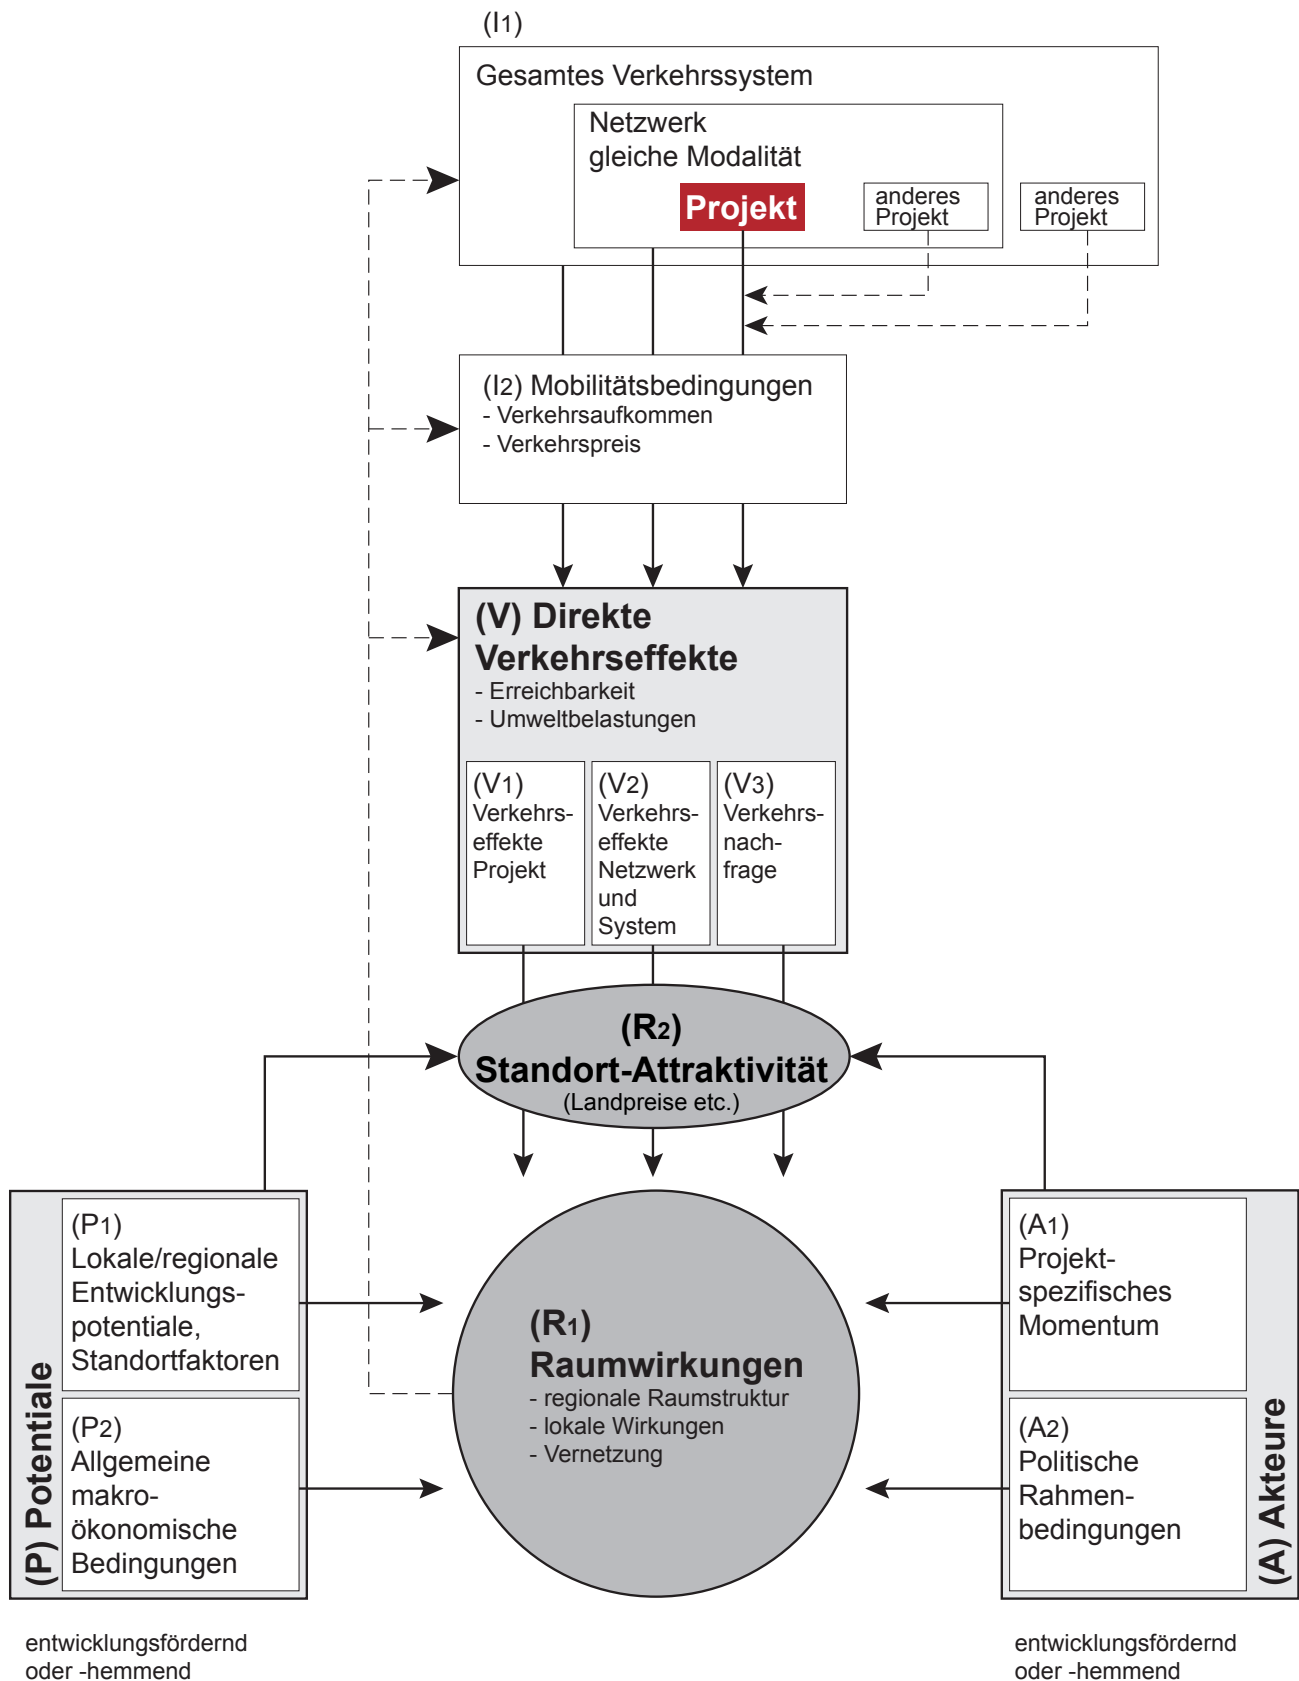 (I1)
Gesamtes Verkehrssystem
Netzwerk
gleiche Modalität
Projekt
anderes
Projekt
anderes
Projekt
(I2) Mobilitätsbedingungen
- Verkehrsaufkommen
- Verkehrspreis
(V) Direkte
Verkehrseffekte
- Erreichbarkeit
- Umweltbelastungen
(V1)
Verkehrs-
effekte
Projekt
(V2)
Verkehrs-
effekte
Netzwerk
und
System
(V3)
Verkehrs-
nach-
frage
(R2)
Standort-Attraktivität
(Landpreise etc.)
(P) Potentiale
(P1)
Lokale/regionale
Entwicklungs-
potentiale,
Standortfaktoren
(P2)
Allgemeine
makro-
ökonomische
Bedingungen
(R1)
Raumwirkungen
- regionale Raumstruktur
- lokale Wirkungen
- Vernetzung
(A1)
Projekt-
spezifisches
Momentum
(A2)
Politische
Rahmen-
bedingungen
(A) Akteure
entwicklungsfördernd
oder -hemmend
entwicklungsfördernd
oder -hemmend